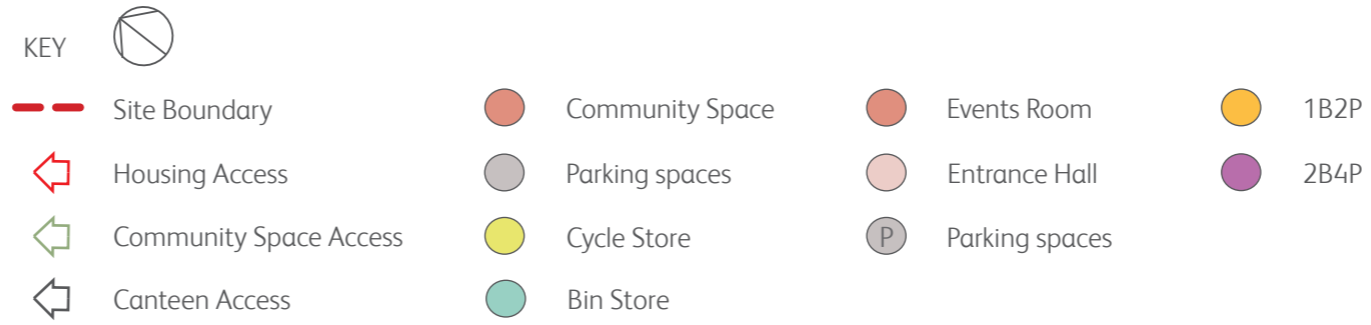 KEY
Site Boundary
Housing Access
Community Space Access
Canteen Access
Community Space
Parking spaces
Cycle Store
Bin Store
Events Room
Entrance Hall
P Parking spaces
1B2P
2B4P